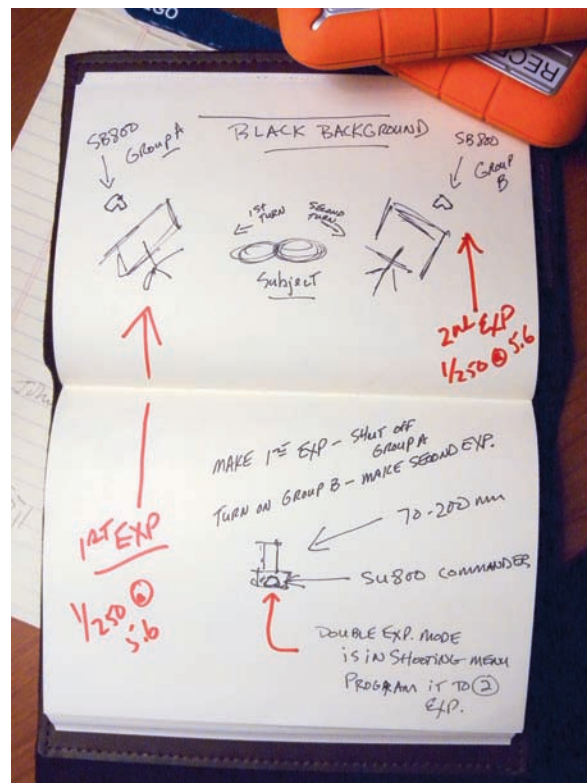 GO
REC
BLACK BACKGROUND
SB800
GROUP A
SB800
GROUP
B
1ST
TURN
SECOND
TURN
Subject
2ND EXP
1/250 @ 5.6
MAKE 1ST EXP - SHUT OFF
GROUP A
TURN ON GROUP B - MAKE SECOND EXP.
1ST EXP
1/250 @
5.6
70-200 mm
SU800 COMMANDER
DOUBLE EXP. MODE
IS IN SHOOTING MENU
PROGRAM IT TO 2
EXP.